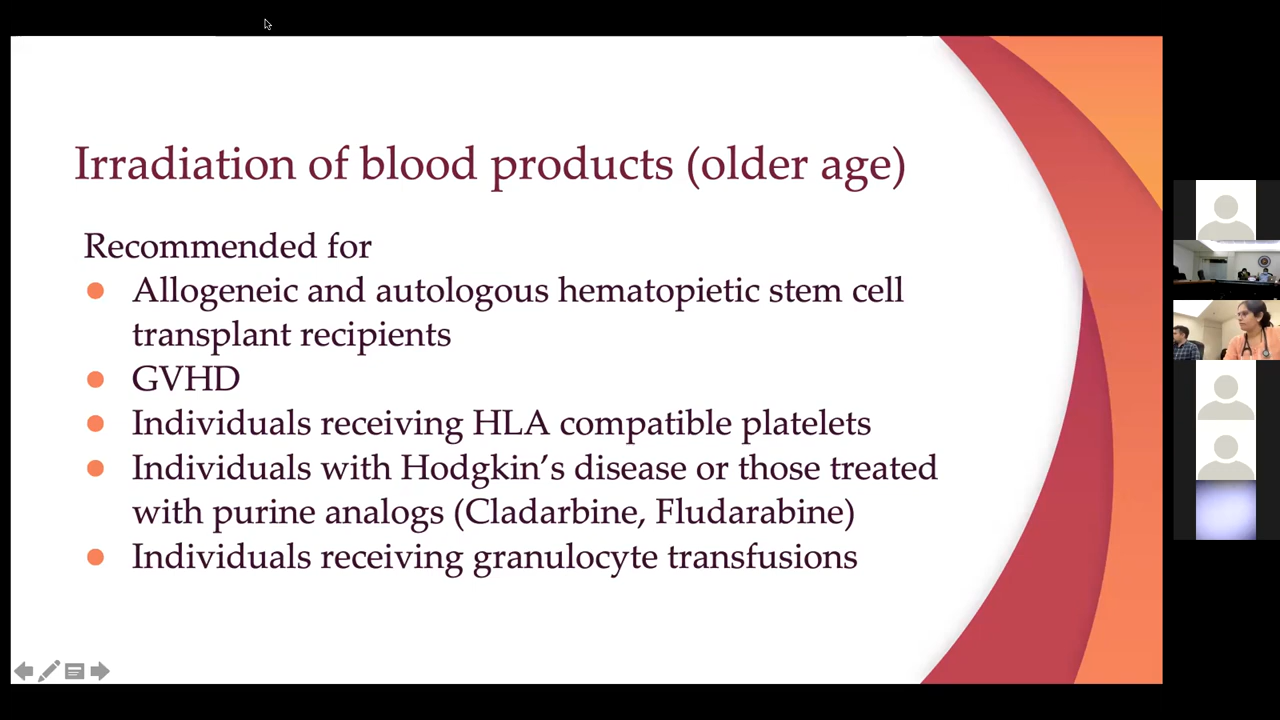 Irradiation of blood products (older age)
Recommended for
● Allogeneic and autologous hematopietic stem cell
transplant recipients
● GVHD
● Individuals receiving HLA compatible platelets
● Individuals with Hodgkin’s disease or those treated
with purine analogs (Cladarbine, Fludarabine)
● Individuals receiving granulocyte transfusions